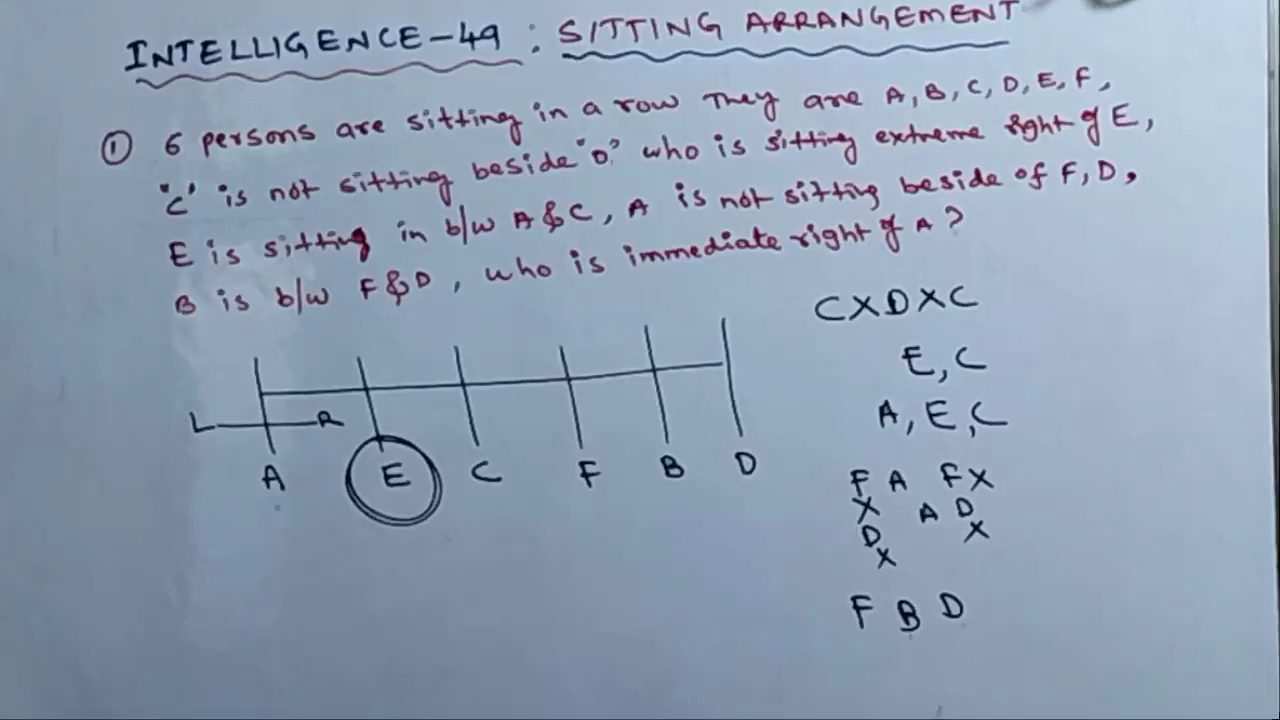 INTELLIGENCE-49 : SITTING ARRANGEMENT
① 6 persons are sitting in a row They are A, B, C, D, E, F,
'C' is not sitting beside "D" who is sitting extreme right of E,
E is sitting in b/w A & C, A is not sitting beside of F, D,
B is b/w F & D, who is immediate right of A ?
C X D X C
E, C
L R
A, E, C
A E C F B D
F A F X
X A D
D X
X
F B D